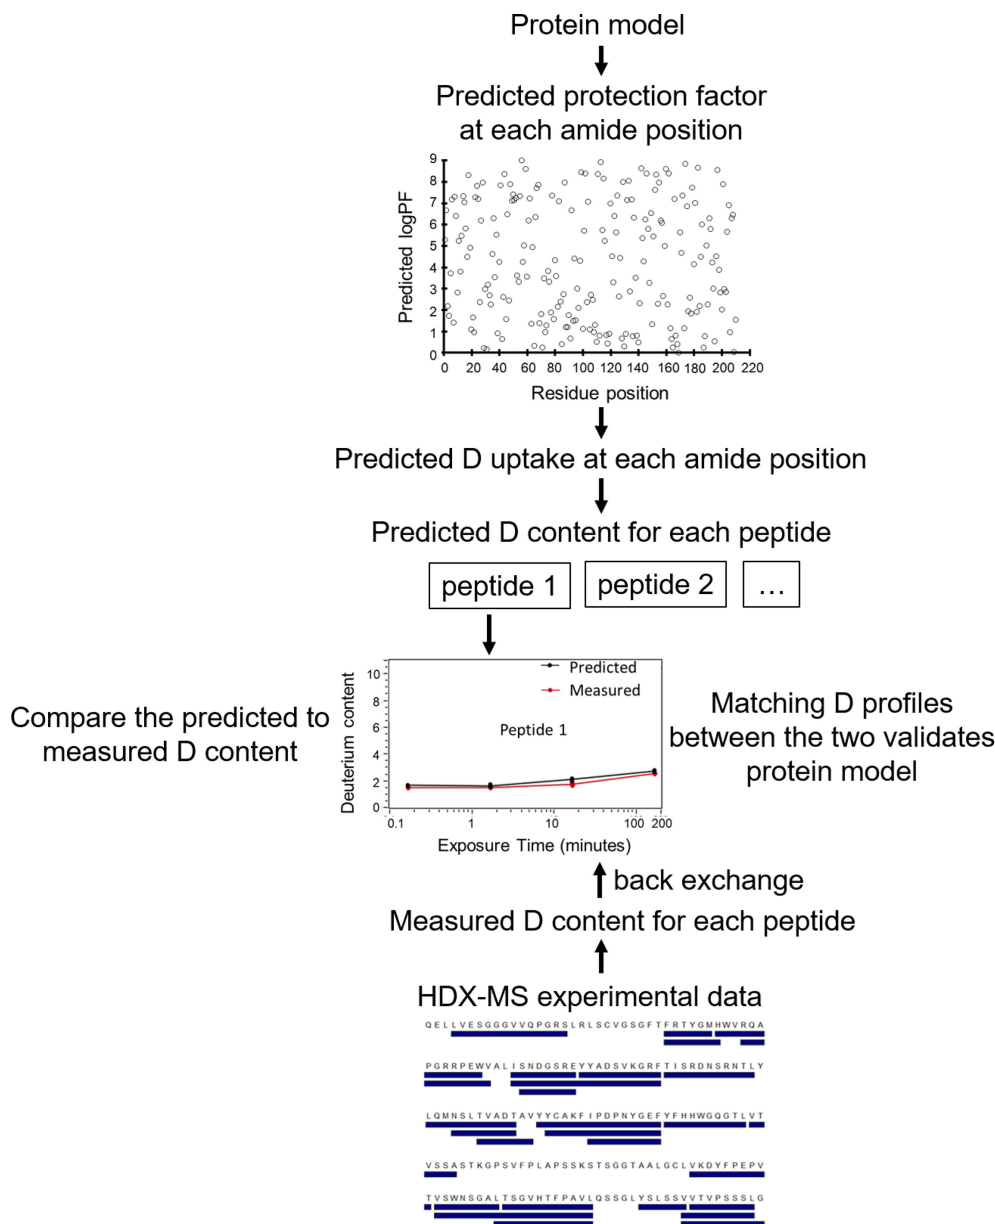 Protein model
Predicted protection factor
at each amide position
Predicted logPF
9
8
7
6
5
4
3
2
1
0
0 20 40 60 80 100 120 140 160 180 200 220
Residue position
Predicted D uptake at each amide position
Predicted D content for each peptide
peptide 1 peptide 2 ...
Compare the predicted to
measured D content
Deuterium content
10
8
6
4
2
0
Predicted
Measured
Peptide 1
0.1 1 10 100 200
Exposure Time (minutes)
Matching D profiles
between the two validates
protein model
back exchange
Measured D content for each peptide
HDX-MS experimental data
QELLVESGGGVVQPGRSLRLSCVGSGFTFRTYGMHWVRQA
PGRRPEWVALISNDGSREYYADSVKGRFTISRDNSRNTLY
LQMNSLTVADTAVYYCAKFIPDPNYGEFYFHHWGQGTLVT
VSSASTKGPSVFPLAPSSKSTSGGTAALGCLVKDYFPEPV
TVSWNSGALTSGVHTFPAVLQSSGLYSLSSVVTVPSSSLG